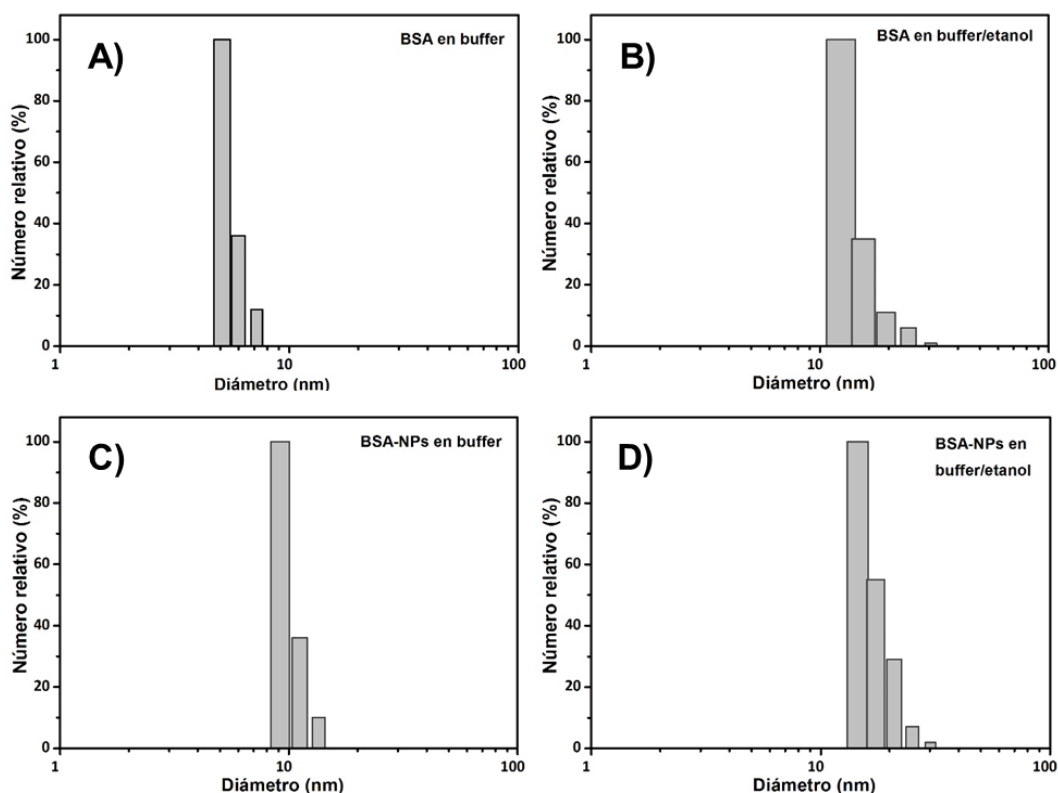 A)
BSA en buffer
Número relativo (%)
100
80
60
40
20
0
1
10
100
Diámetro (nm)
B)
BSA en buffer/etanol
Número relativo (%)
100
80
60
40
20
0
1
10
100
Diámetro (nm)
C)
BSA-NPs en buffer
Número relativo (%)
100
80
60
40
20
0
1
10
100
Diámetro (nm)
D)
BSA-NPs en
buffer/etanol
Número relativo (%)
100
80
60
40
20
0
1
10
100
Diámetro (nm)